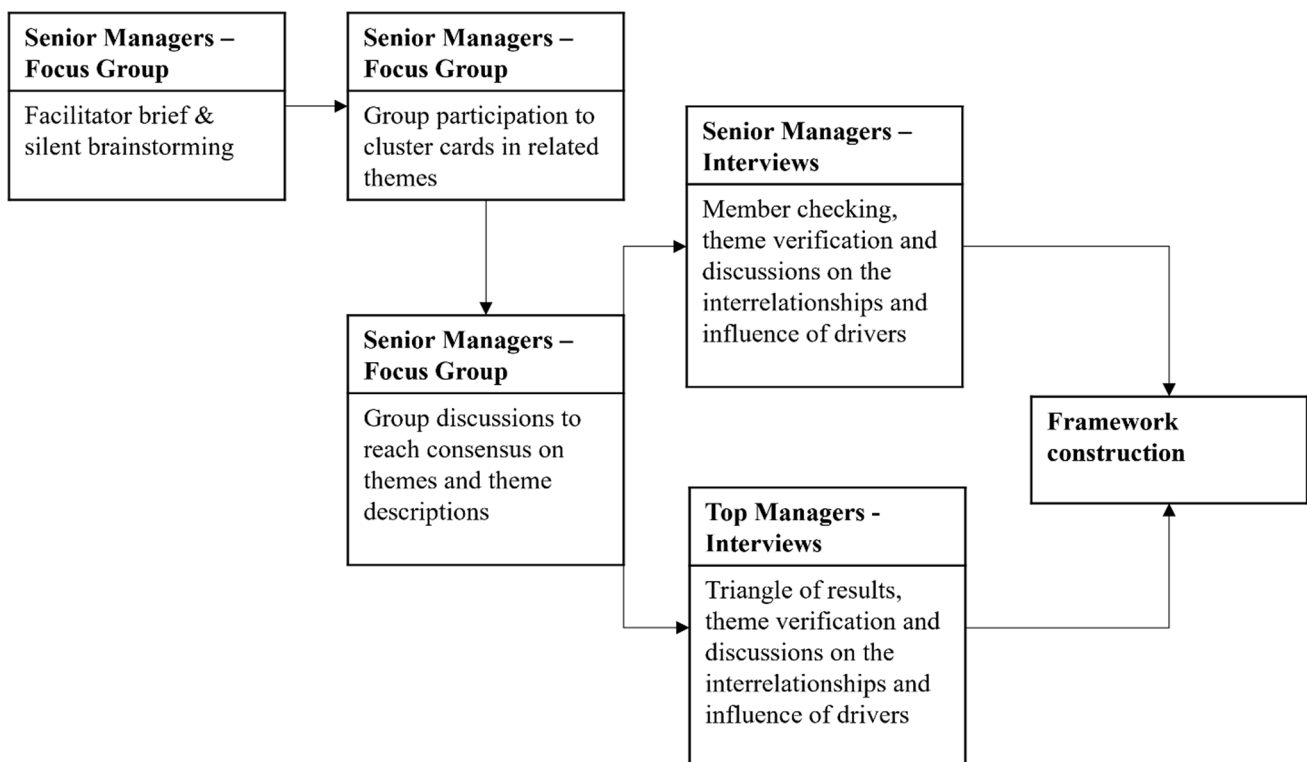 Senior Managers –
Focus Group
Facilitator brief &
silent brainstorming
Senior Managers –
Focus Group
Group participation to
cluster cards in related
themes
Senior Managers –
Focus Group
Group discussions to
reach consensus on
themes and theme
descriptions
Senior Managers –
Interviews
Member checking,
theme verification and
discussions on the
interrelationships and
influence of drivers
Top Managers -
Interviews
Triangle of results,
theme verification and
discussions on the
interrelationships and
influence of drivers
Framework
construction